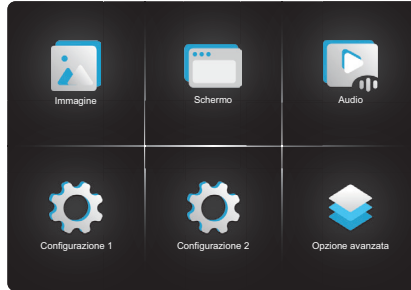 Immagine
Schermo
Audio
Configurazione 1
Configurazione 2
Opzione avanzata